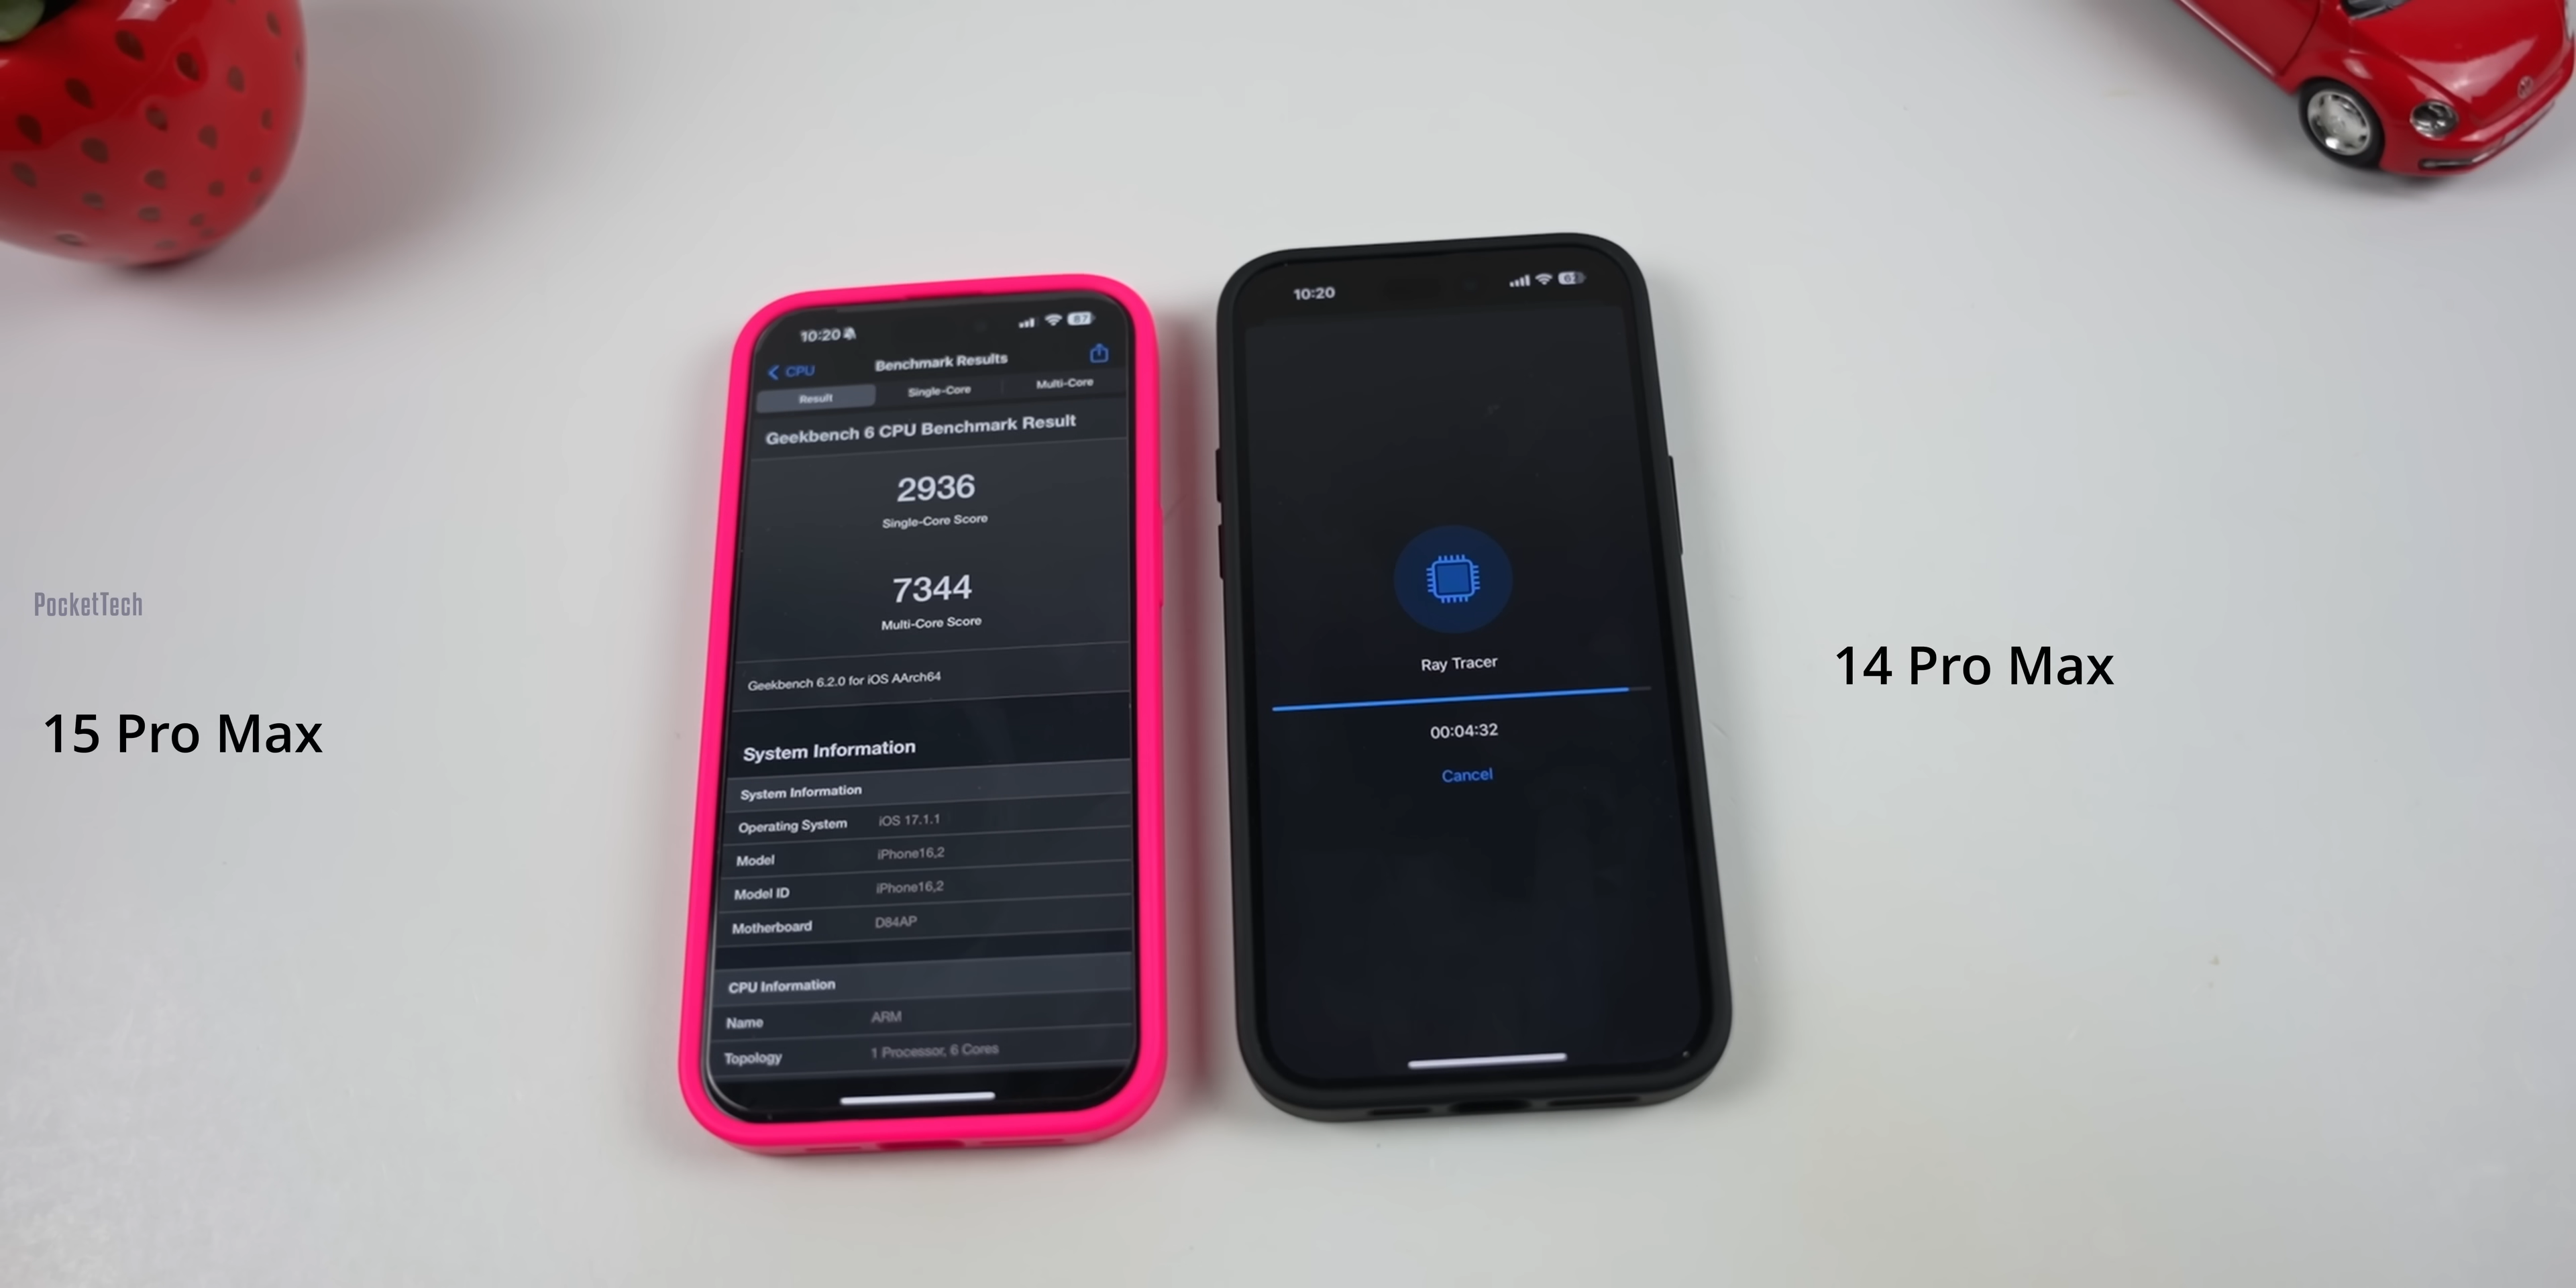 PocketTech
15 Pro Max
10:20
87
CPU
Benchmark Results
Result
Single-Core
Multi-Core
Geekbench 6 CPU Benchmark Result
2936
Single-Core Score
7344
Multi-Core Score
Geekbench 6.2.0 for iOS AArch64
System Information
System Information
Operating System iOS 17.1.1
Model iPhone16,2
Model ID iPhone16,2
Motherboard D84AP
CPU Information
Name ARM
Topology 1 Processor, 6 Cores
10:20
Ray Tracer
00:04:32
Cancel
14 Pro Max